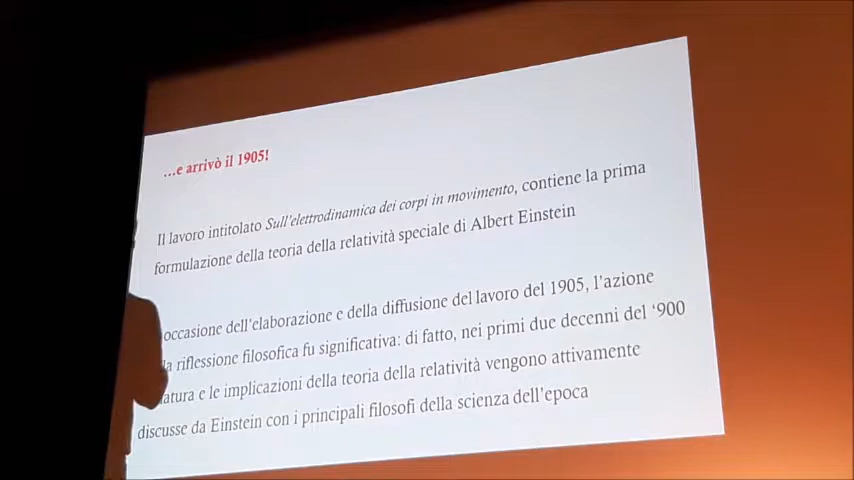 ...e arrivò il 1905!
Il lavoro intitolato Sull'elettrodinamica dei corpi in movimento, contiene la prima
formulazione della teoria della relatività speciale di Albert Einstein
occasione dell'elaborazione e della diffusione del lavoro del 1905, l'azione
riflessione filosofica fu significativa: di fatto, nei primi due decenni del '900
e le implicazioni della teoria della relatività vengono attivamente
discusse da Einstein con i principali filosofi della scienza dell'epoca